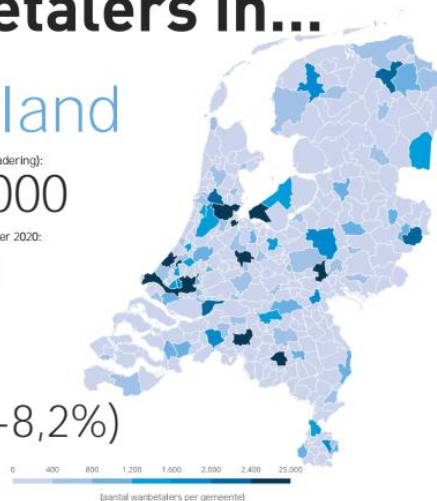 etalers in...
land
adering):
000
er 2020:
-8,2%)
0 400 800 1.200 1.600 2.000 2.400 25.000
(aantal wanbetalers per gemeente)